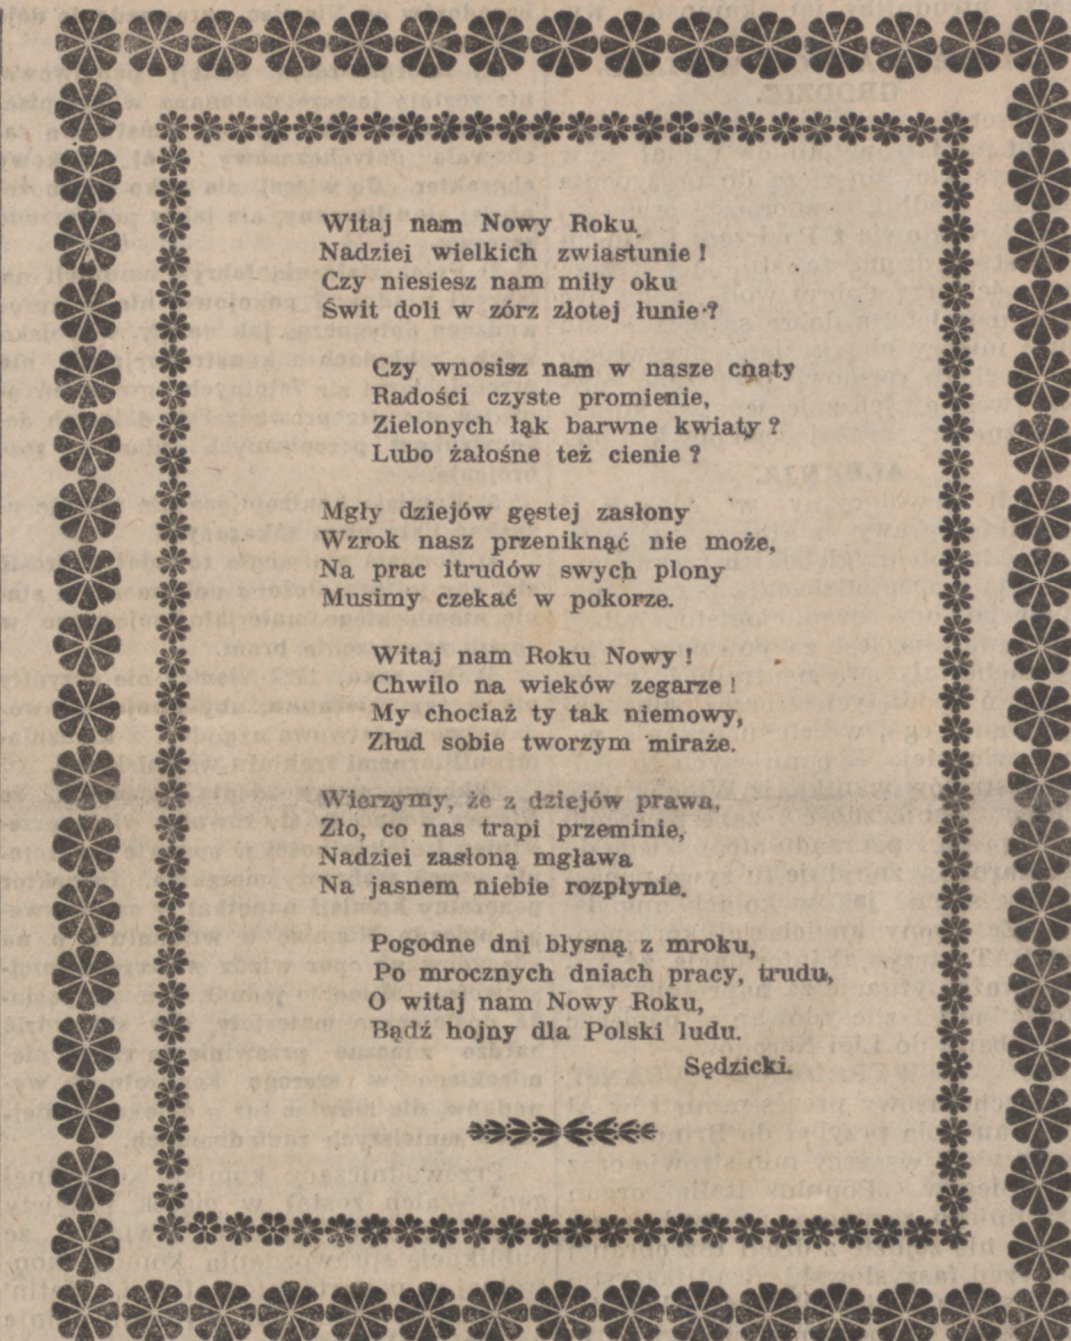 Witaj nam Nowy Roku,
Nadziei wielkich zwiastunie !
Czy niesiesz nam miły oku
Świt doli w zórz złotej łunie ?
Czy wnosisz nam w nasze chaty
Radości czyste promienie,
Zielonych łąk barwne kwiaty ?
Lubo żałośne też cienie ?
Mgły dziejów gęstej zasłony
Wzrok nasz przeniknąć nie może,
Na prac itrudów swych plony
Musimy czekać w pokorze.
Witaj nam Roku Nowy !
Chwilo na wieków zegarze !
My chociaż ty tak niemowy,
Złud sobie tworzym miraże.
Wierzymy, że z dziejów prawa,
Zło, co nas trapi przeminie,
Nadziei zasłoną mgława
Na jasnem niebie rozpłynie.
Pogodne dni błysną z mroku,
Po mrocznych dniach pracy, trudu,
O witaj nam Nowy Roku,
Bądź hojny dla Polski ludu.
Sędzicki.